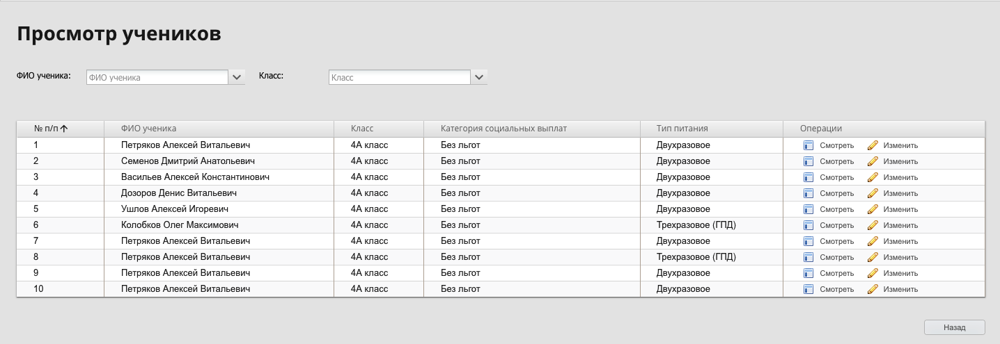 Просмотр учеников
ФИО ученика: ФИО ученика Класс: Класс
№ п/п ФИО ученика Класс Категория социальных выплат Тип питания Операции
1 Петряков Алексей Витальевич 4А класс Без льгот Двухразовое Смотреть Изменить
2 Семенов Дмитрий Анатольевич 4А класс Без льгот Двухразовое Смотреть Изменить
3 Васильев Алексей Константинович 4А класс Без льгот Двухразовое Смотреть Изменить
4 Дозоров Денис Витальевич 4А класс Без льгот Двухразовое Смотреть Изменить
5 Ушлов Алексей Игоревич 4А класс Без льгот Двухразовое Смотреть Изменить
6 Колобков Олег Максимович 4А класс Без льгот Трехразовое (ГПД) Смотреть Изменить
7 Петряков Алексей Витальевич 4А класс Без льгот Двухразовое Смотреть Изменить
8 Петряков Алексей Витальевич 4А класс Без льгот Трехразовое (ГПД) Смотреть Изменить
9 Петряков Алексей Витальевич 4А класс Без льгот Двухразовое Смотреть Изменить
10 Петряков Алексей Витальевич 4А класс Без льгот Двухразовое Смотреть Изменить
Назад